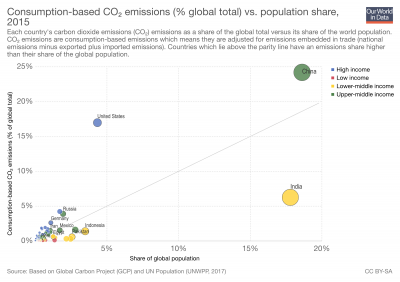 Consumption-based CO₂ emissions (% global total) vs. population share,
2015
Our World
in Data
Each country's carbon dioxide emissions (CO₂) emissions as a share of the global total versus its share of the world population.
CO₂ emissions are consumption-based emissions which means they are adjusted for emissions embedded in trade (national
emissions minus exported plus imported emissions). Countries which lie above the parity line have an emissions share higher
than their share of the global population.
25%
20%
15%
10%
5%
0%
Consumption-based CO₂ emissions (% of global total)
China
United States
India
Russia
Germany
Mexico
Indonesia
5%
10%
15%
20%
Share of global population
High income
Low income
Lower-middle income
Upper-middle income
Source: Based on Global Carbon Project (GCP) and UN Population (UNWPP, 2017)
CC BY-SA